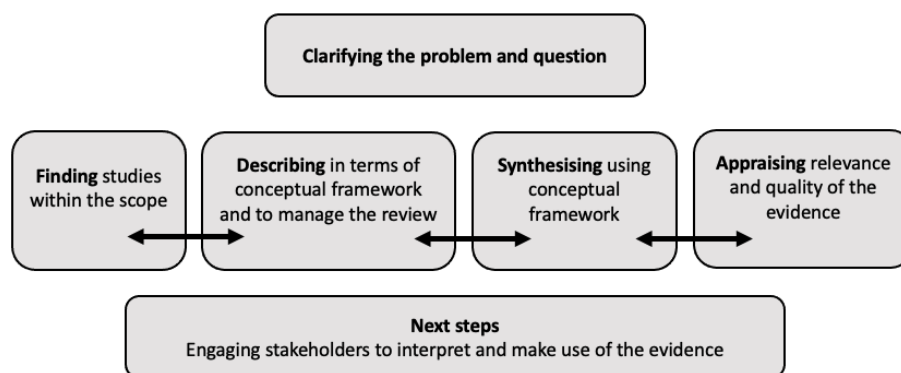 Clarifying the problem and question
Finding studies
within the scope
Describing in terms of
conceptual framework
and to manage the review
Synthesising using
conceptual
framework
Appraising relevance
and quality of the
evidence
Next steps
Engaging stakeholders to interpret and make use of the evidence